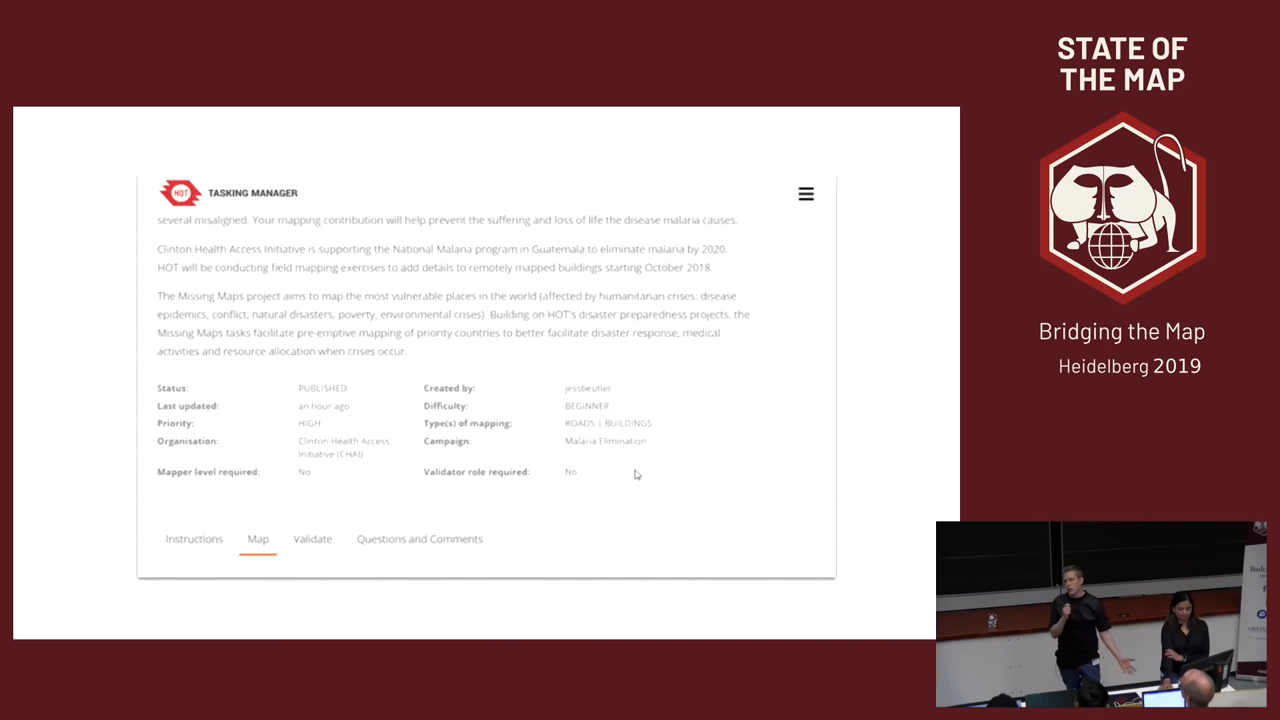 STATE OF
THE MAP
Bridging the Map
Heidelberg 2019
HOT
TASKING MANAGER
several misaligned. Your mapping contribution will help prevent the suffering and loss of life the disease malaria causes.
Clinton Health Access Initiative is supporting the National Malaria program in Guatemala to eliminate malaria by 2020.
HOT will be conducting field mapping exercises to add details to remotely mapped buildings starting October 2018.
The Missing Maps project aims to map the most vulnerable places in the world (affected by humanitarian crises: disease
epidemics, conflict, natural disasters, poverty, environmental crises). Building on HOT's disaster preparedness projects, the
Missing Maps tasks facilitate pre-emptive mapping of priority countries to better facilitate disaster response, medical
activities and resource allocation when crises occur.
Status: PUBLISHED Created by: jessbeutler
Last updated: an hour ago Difficulty: BEGINNER
Priority: HIGH Type(s) of mapping: ROADS | BUILDINGS
Organisation: Clinton Health Access Campaign: Malaria Elimination
Initiative (CHAI)
Mapper level required: No Validator role required: No
Instructions Map Validate Questions and Comments